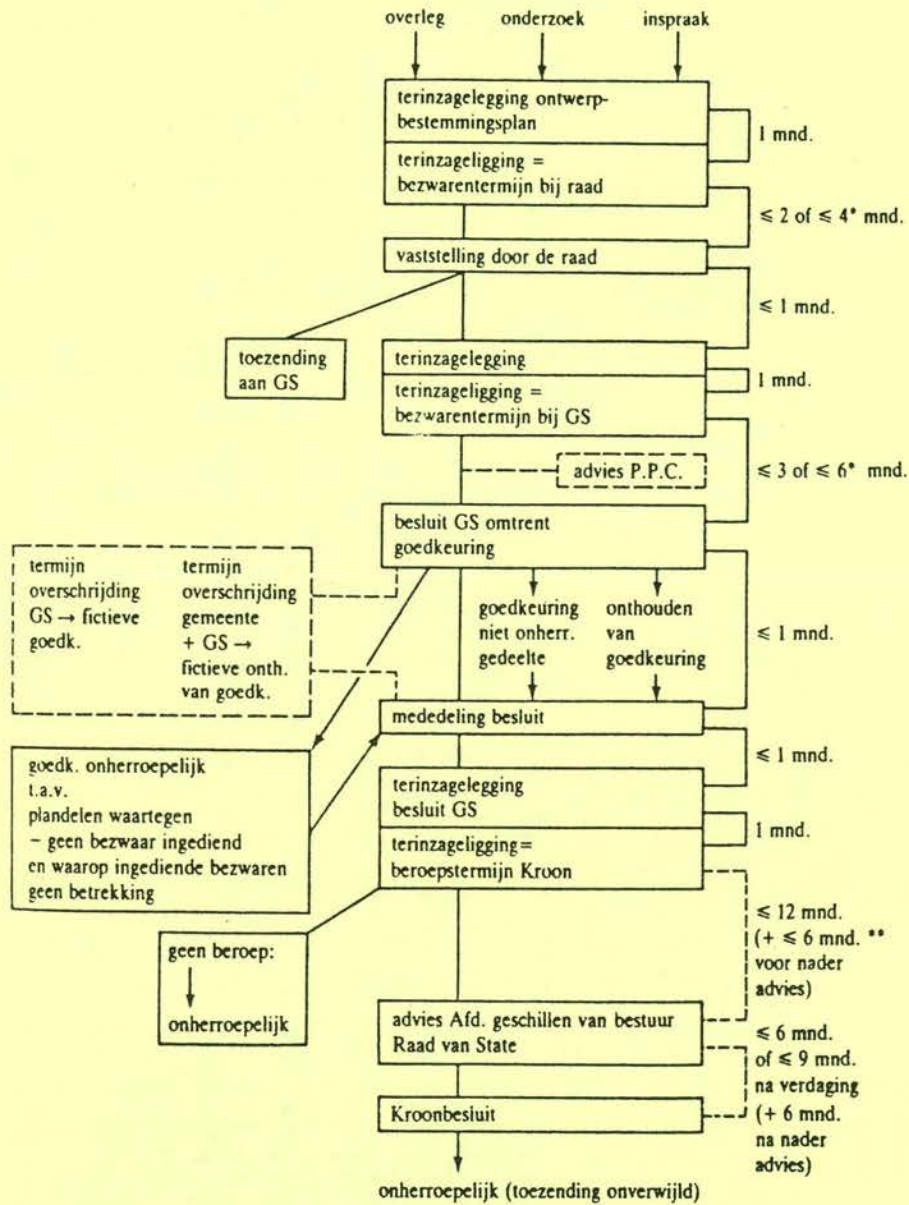 overleg onderzoek inspraak
terinzagelegging ontwerp-
bestemmingsplan
1 mnd.
terinzageligging =
bezwarentermijn bij raad
≤ 2 of ≤ 4* mnd.
vaststelling door de raad
≤ 1 mnd.
toezending
aan GS
terinzagelegging
1 mnd.
terinzageligging =
bezwarentermijn bij GS
advies P.P.C.
≤ 3 of ≤ 6* mnd.
besluit GS omtrent
goedkeuring
termijn
overschrijding
GS → fictieve
goedk.
termijn
overschrijding
gemeente
+ GS →
fictieve onth.
van goedk.
goedkeuring
niet onherr.
gedeelte
onthouden
van
goedkeuring
≤ 1 mnd.
mededeling besluit
≤ 1 mnd.
goedk. onherroepelijk
t.a.v.
plandelen waartegen
– geen bezwaar ingediend
en waarop ingediende bezwaren
geen betrekking
terinzagelegging
besluit GS
1 mnd.
terinzageligging=
beroepstermijn Kroon
≤ 12 mnd.
(+ ≤ 6 mnd. **
voor nader
advies)
geen beroep:
onherroepelijk
advies Afd. geschillen van bestuur
Raad van State
≤ 6 mnd.
of ≤ 9 mnd.
na verdaging
(+ 6 mnd.
na nader
advies)
Kroonbesluit
onherroepelijk (toezending onverwijld)